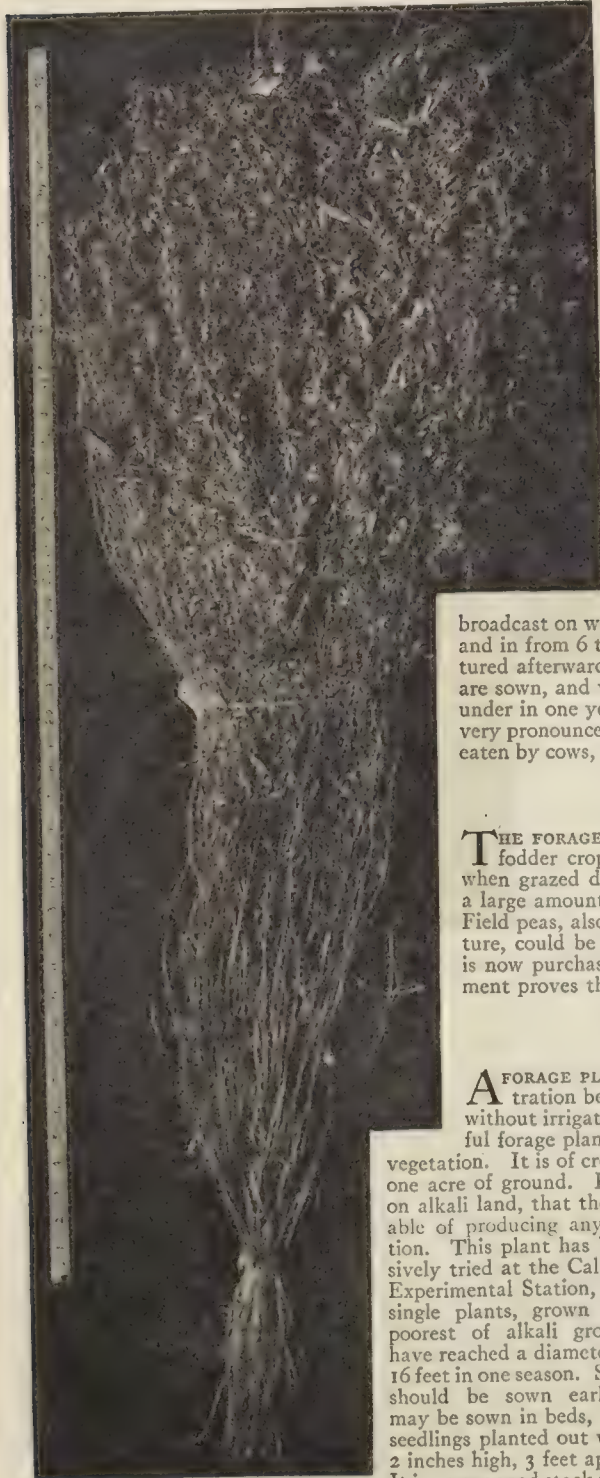 broadcast on w
and in from 6 t
tured afterward
are sown, and
under in one ye
very pronounce
eaten by cows,
THE FORAGE
fodder crop
when grazed d
a large amount
Field peas, also
ture, could be
is now purchas
ment proves th
A FORAGE PL
tration be
without irrigat
ful forage plan
vegetation. It is of cr
one acre of ground.
on alkali land, that th
able of producing any
tion. This plant has
sively tried at the Cal
Experimental Station,
single plants, grown
poorest of alkali gro
have reached a diamete
16 feet in one season. S
should be sown earl
may be sown in beds,
seedlings planted out
2 inches high, 3 feet ap